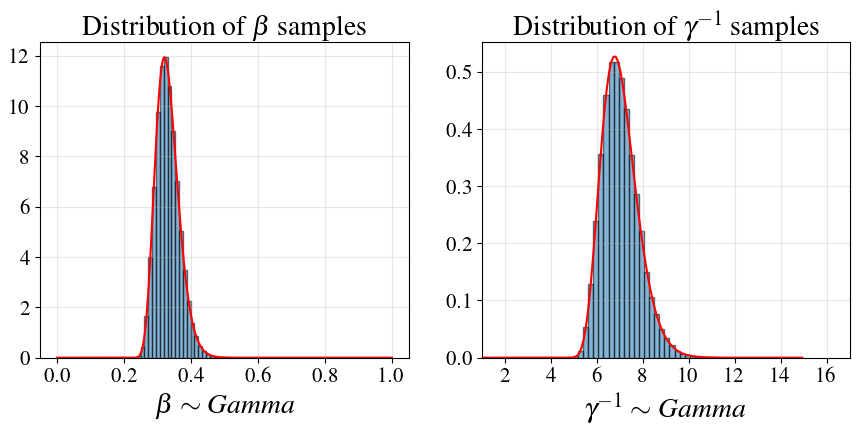 Distribution of β samples
12
10
8
6
4
2
0
0.0 0.2 0.4 0.6 0.8 1.0
β ~ Gamma
Distribution of γ⁻¹ samples
0.5
0.4
0.3
0.2
0.1
0.0
2 4 6 8 10 12 14 16
γ⁻¹ ~ Gamma